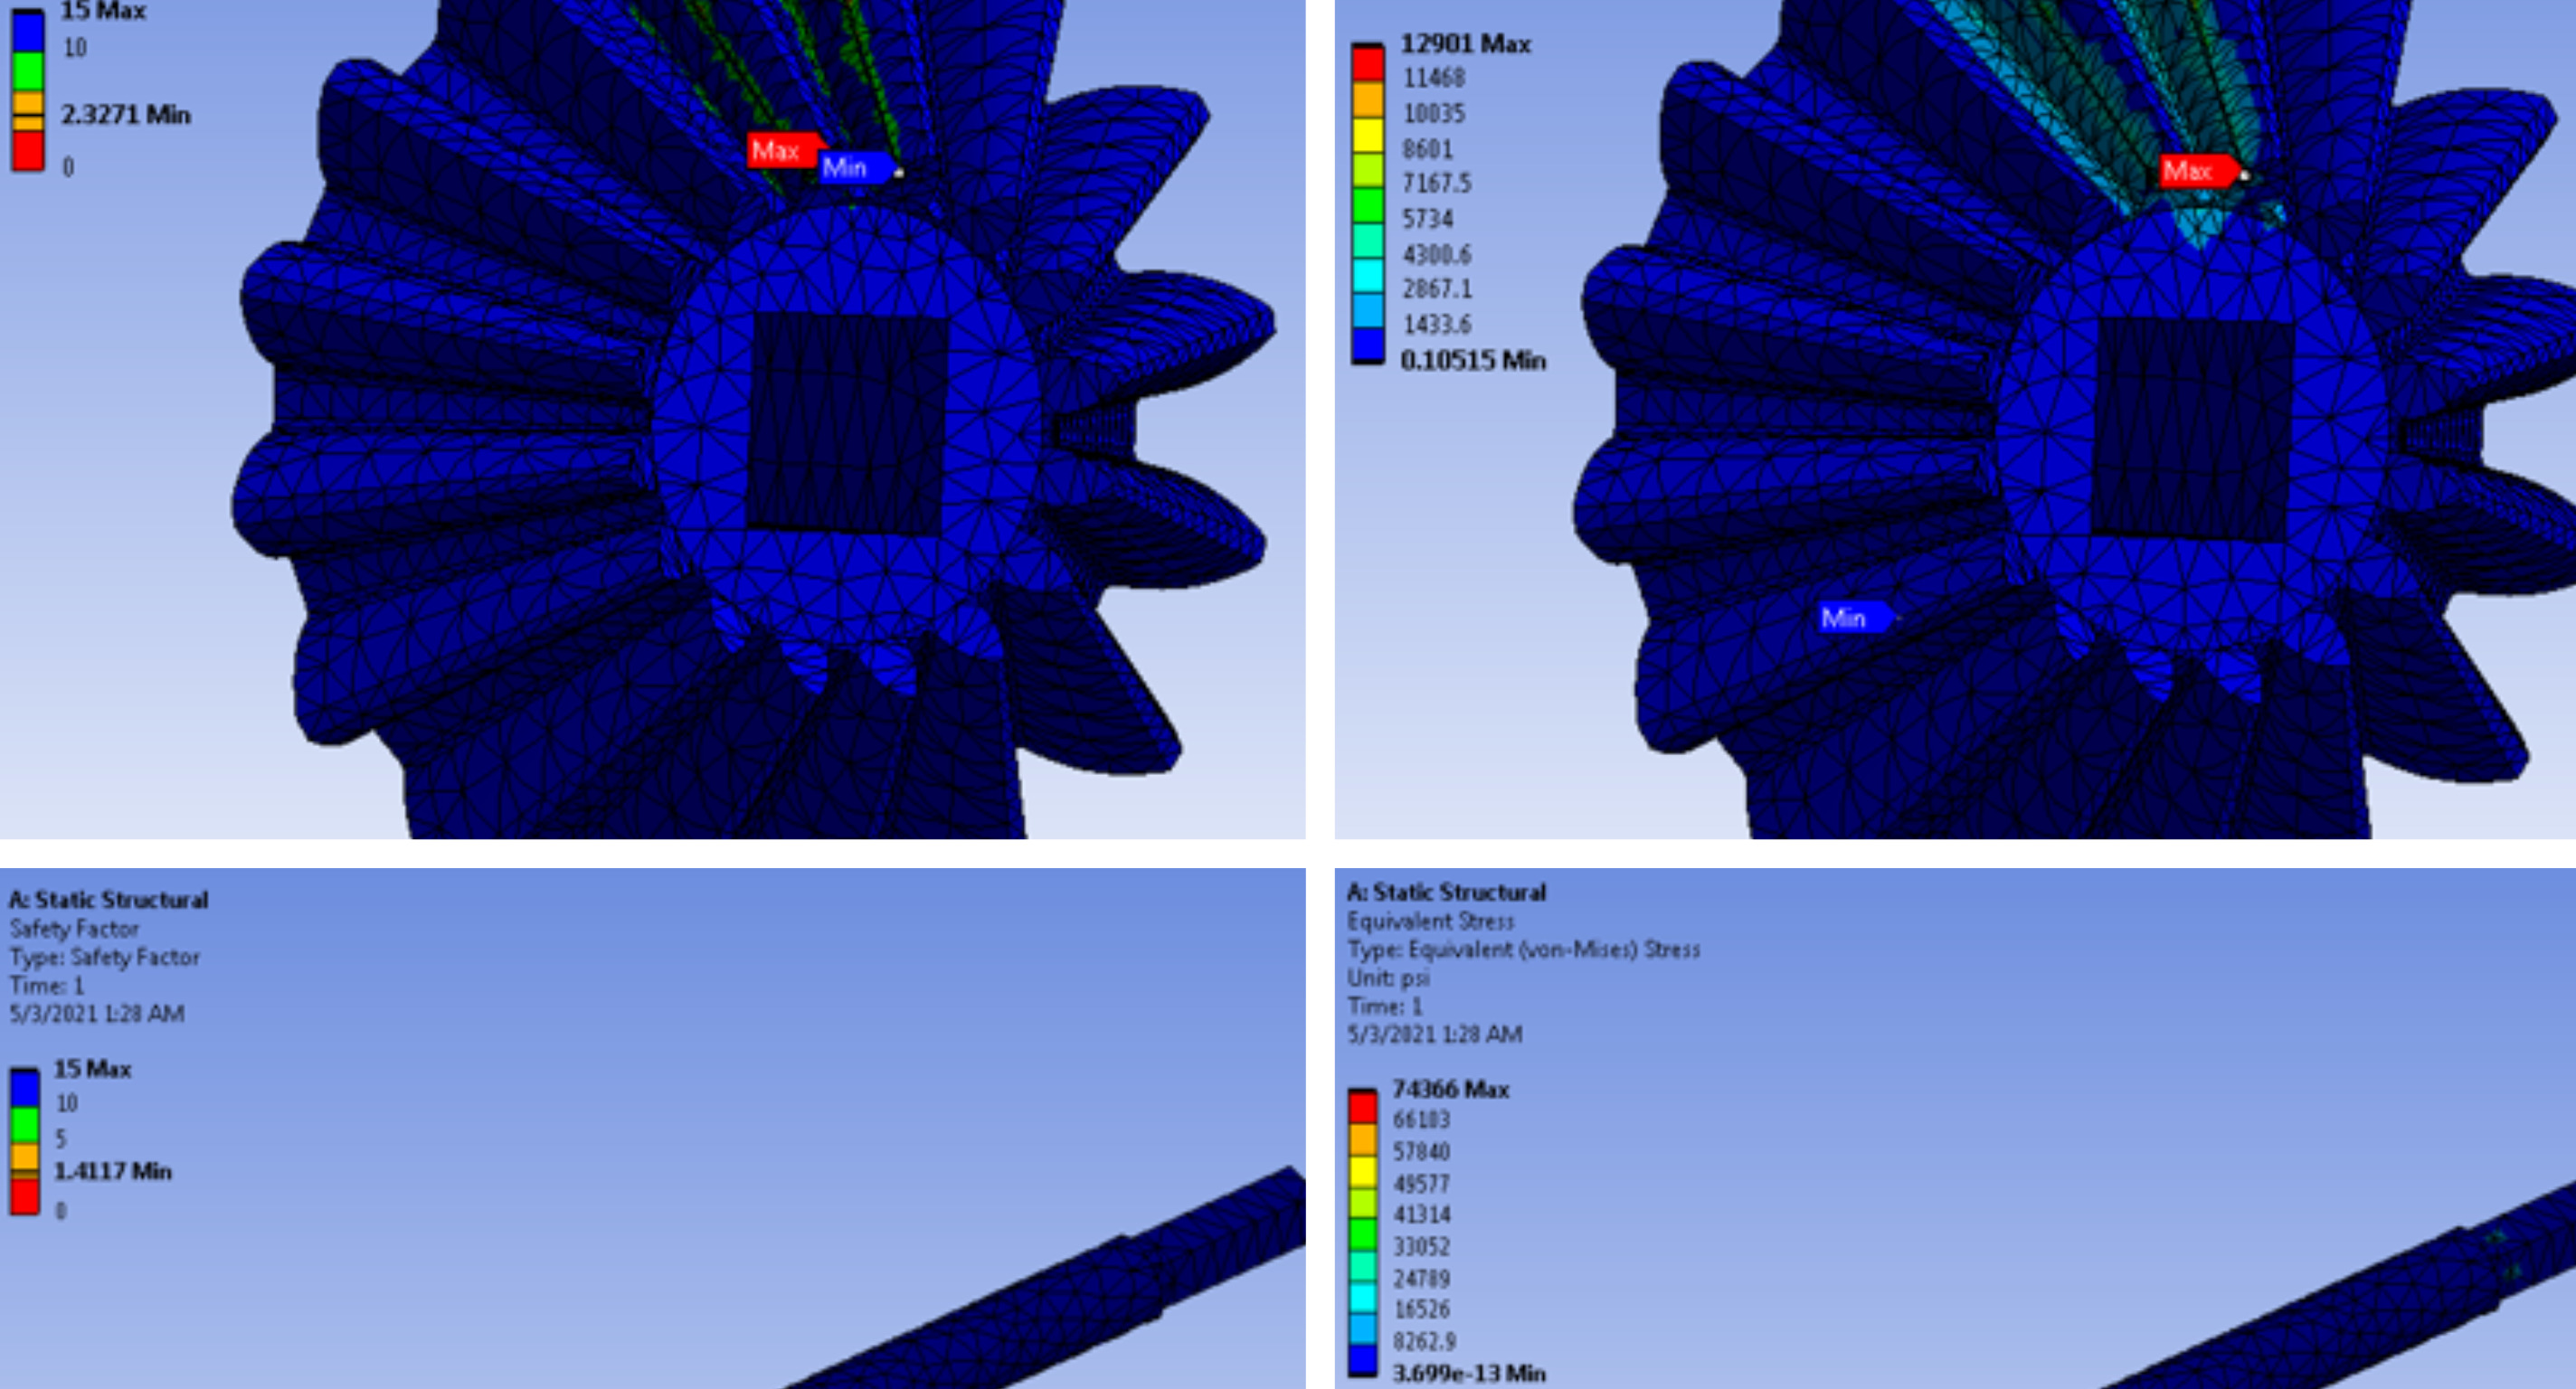 15 Max
10
2.3271 Min
0
Max
Min
12901 Max
11468
10035
8601
7167.5
5734
4300.6
2867.1
1433.6
0.10515 Min
Max
Min
A: Static Structural
Safety Factor
Type: Safety Factor
Time: 1
5/3/2021 1:28 AM
15 Max
10
5
1.4117 Min
0
A: Static Structural
Equivalent Stress
Type: Equivalent (von-Mises) Stress
Unit: psi
Time: 1
5/3/2021 1:28 AM
74366 Max
66103
57840
49577
41314
33052
24789
16526
8262.9
3.699e-13 Min